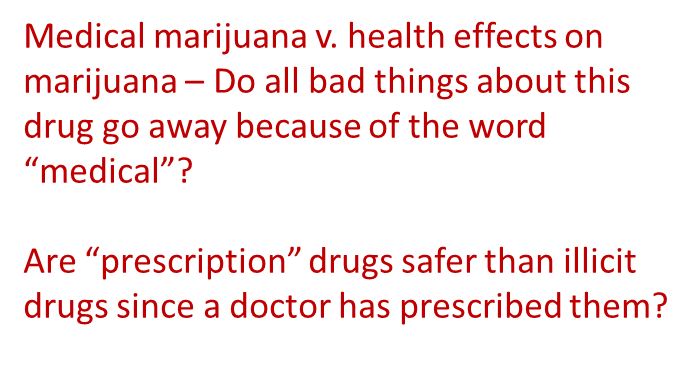 Medical marijuana v. health effects on
marijuana – Do all bad things about this
drug go away because of the word
“medical”?
Are “prescription” drugs safer than illicit
drugs since a doctor has prescribed them?